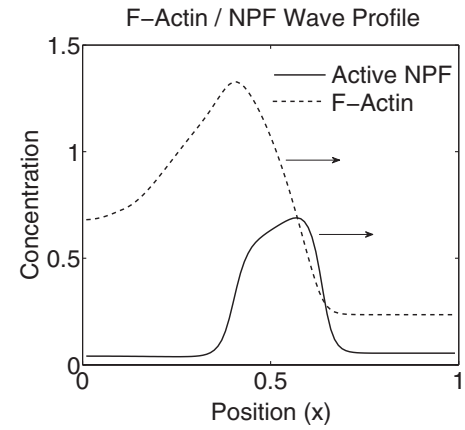 F−Actin / NPF Wave Profile
1.5
Active NPF
F−Actin
1
Concentration
0.5
0
0
0.5
1
Position (x)